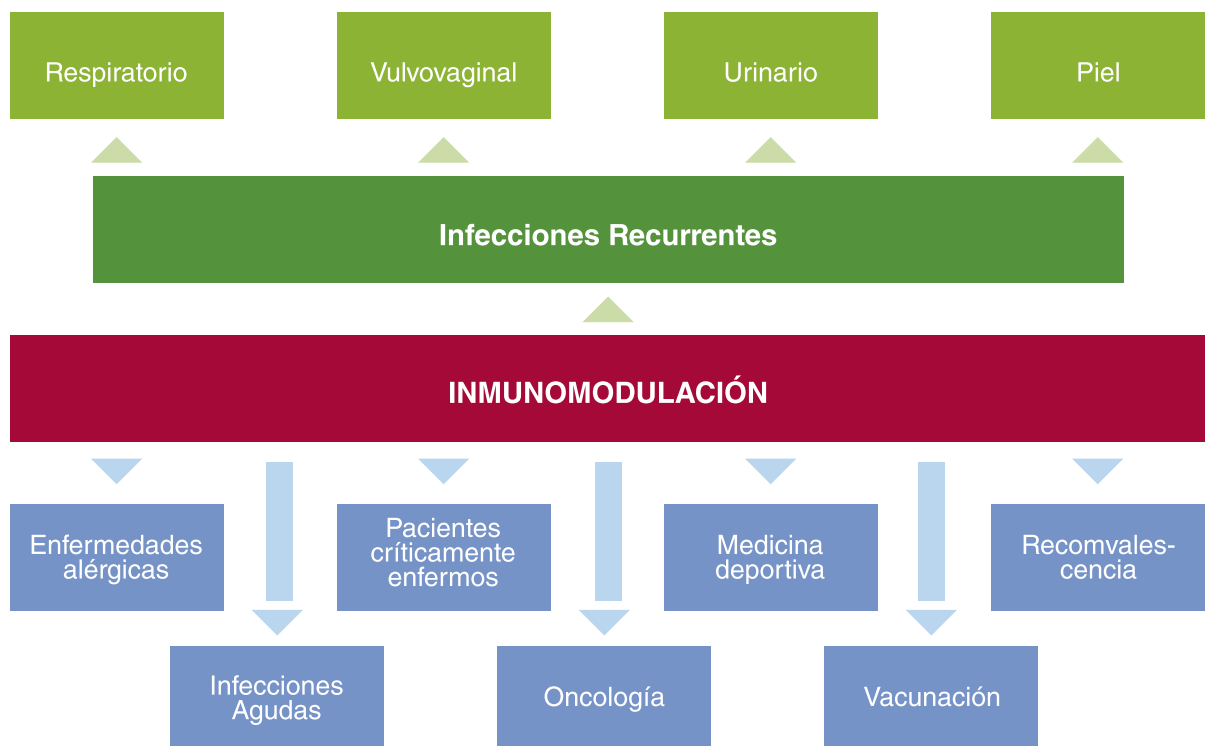 Respiratorio
Vulvovaginal
Urinario
Piel
Infecciones Recurrentes
INMUNOMODULACIÓN
Enfermedades
alérgicas
Pacientes
críticamente
enfermos
Medicina
deportiva
Recomvales-
cencia
Infecciones
Agudas
Oncología
Vacunación